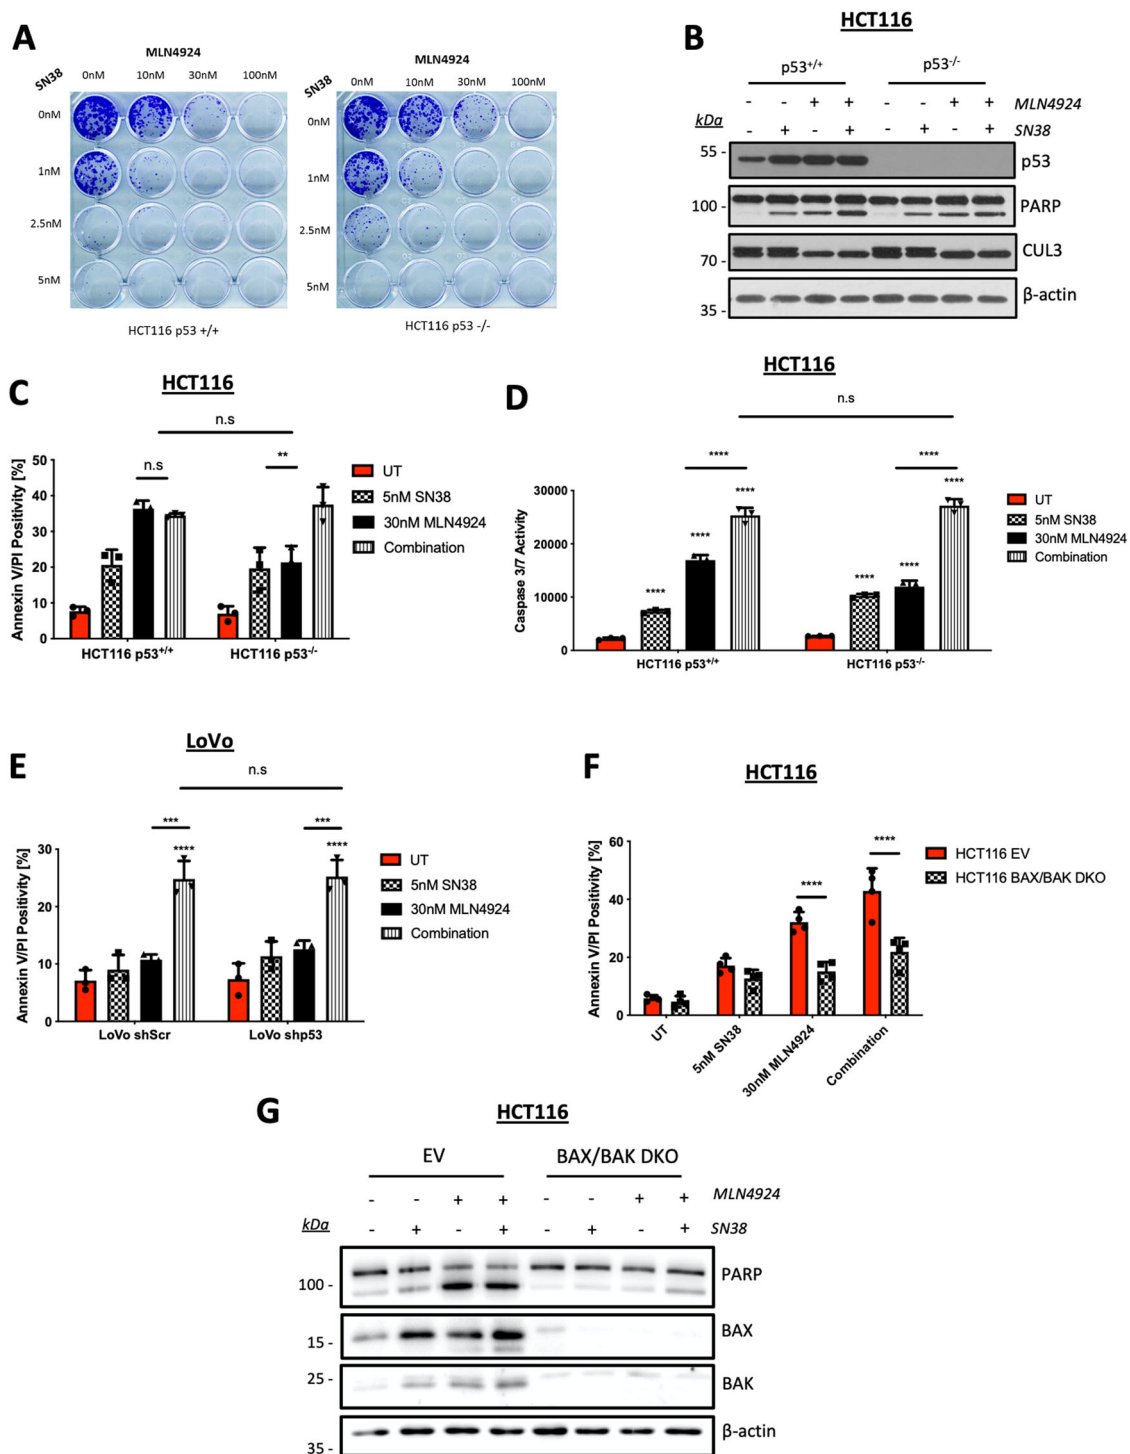 A
MLN4924
SN38
0nM 10nM 30nM 100nM
0nM
1nM
2.5nM
5nM
HCT116 p53 +/+
MLN4924
SN38
0nM 10nM 30nM 100nM
0nM
1nM
2.5nM
5nM
HCT116 p53 -/-
B
HCT116
p53+/+ p53-/-
- - + + - - + + MLN4924
kDa - + - + - + - + SN38
55 - p53
100 - PARP
70 - CUL3
35 - β-actin
C
HCT116
n.s
n.s **
Annexin V/PI Positivity [%]
50
40
30
20
10
0
HCT116 p53+/+ HCT116 p53-/-
UT
5nM SN38
30nM MLN4924
Combination
D
HCT116
n.s
**** ****
**** **** **** **** **** ****
Caspase 3/7 Activity
30000
20000
10000
0
HCT116 p53+/+ HCT116 p53-/-
UT
5nM SN38
30nM MLN4924
Combination
E
LoVo
n.s
*** ***
**** ****
Annexin V/PI Positivity [%]
30
20
10
0
LoVo shScr LoVo shp53
UT
5nM SN38
30nM MLN4924
Combination
F
HCT116
**** ****
Annexin V/PI Positivity [%]
60
40
20
0
UT 5nM SN38 30nM MLN4924 Combination
HCT116 EV
HCT116 BAX/BAK DKO
G
HCT116
EV BAX/BAK DKO
- - + + - - + + MLN4924
kDa - + - + - + - + SN38
100 - PARP
15 - BAX
25 - BAK
35 - β-actin